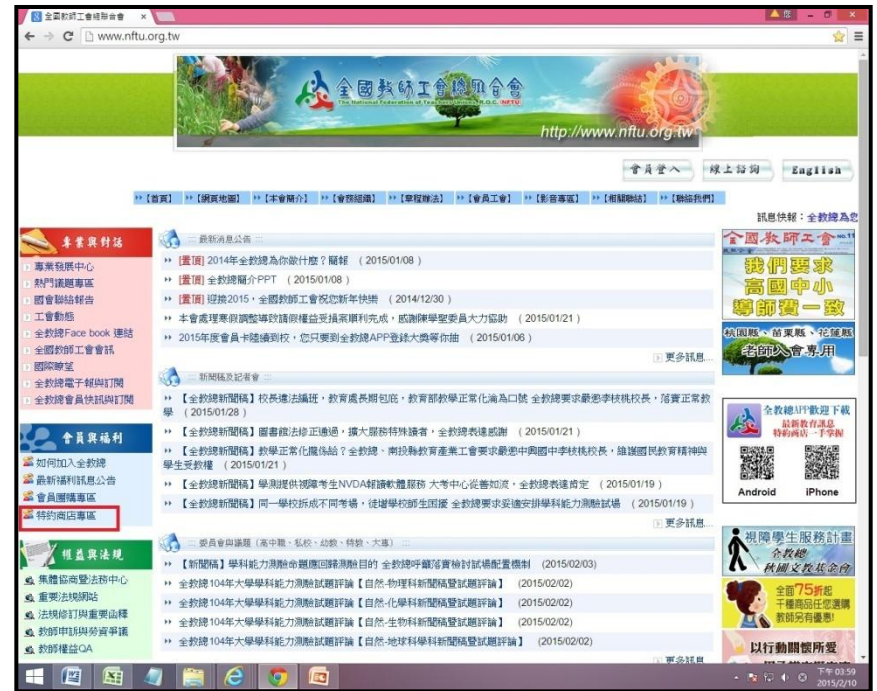 全國教師工會總聯合會
www.nftu.org.tw
全國教師工會總聯合會
The National Federation of Teachers Unions, R.O.C. (NFTU)
http://www.nftu.org.tw
會員登入 線上諮詢 English
【首頁】 【網頁地圖】 【本會簡介】 【會務組織】 【章程辦法】 【會員工會】 【影音專區】 【相關聯結】 【聯絡我們】
訊息快報：全教總為您
專業與對話
專業發展中心
熱門議題專區
國會聯絡報告
工會動態
全教總Face book 連結
全國教師工會會訊
國際瞭望
全教總電子報與訂閱
全教總會員快訊與訂閱
會員與福利
如何加入全教總
最新福利訊息公告
會員團購專區
特約商店專區
權益與法規
集體協商暨法務中心
重要法規網站
法規修訂與重要函釋
教師申訴與勞資爭議
教師權益QA
::: 最新消息公告 :::
[置頂] 2014年全教總為你做什麼？簡報 （2015/01/08）
[置頂] 全教總簡介PPT （2015/01/08）
[置頂] 迎接2015，全國教師工會祝您新年快樂 （2014/12/30）
本會處理寒假調整導致請假權益受損案順利完成，感謝陳學聖委員大力協助 （2015/01/21）
2015年度會員卡陸續到校，您只要到全教總APP登錄大獎等你抽 （2015/01/06）
更多訊息...
::: 新聞稿及記者會 :::
【全教總新聞稿】校長違法編班，教育處長期包庇，教育部教學正常化淪為口號 全教總要求嚴懲李枝桃校長，落實正常教
學 （2015/01/28）
【全教總新聞稿】圖書館法修正通過，擴大服務特殊讀者，全教總表達感謝 （2015/01/21）
【全教總新聞稿】教學正常化擺係給？全教總、南投縣教育產業工會要求嚴懲中興國中李枝桃校長，維護國民教育精神與
學生受教權 （2015/01/21）
【全教總新聞稿】學測提供視障考生NVDA報讀軟體服務 大考中心從善如流，全教總表達肯定 （2015/01/19）
【全教總新聞稿】同一學校拆成不同考場，徒增學校師生困擾 全教總要求妥適安排學科能力測驗試場 （2015/01/19）
更多訊息...
::: 委員會與議題（高中職、私校、幼教、特教、大專） :::
【新聞稿】學科能力測驗命題應回歸測驗目的 全教總呼籲落實檢討試場配置機制 （2015/02/03）
全教總104年大學學科能力測驗試題評論【自然-物理科新聞稿暨試題評論】 （2015/02/02）
全教總104年大學學科能力測驗試題評論【自然-化學科新聞稿暨試題評論】 （2015/02/02）
全教總104年大學學科能力測驗試題評論【自然-生物科新聞稿暨試題評論】 （2015/02/02）
全教總104年大學學科能力測驗試題評論【自然-地球科學科新聞稿暨試題評論】 （2015/02/02）
更多訊息
全國教師工會 NO.11
我們要求
高國中小
導師費一致
桃園縣、苗栗縣、花蓮縣
老師入會專用
全教總APP歡迎下載
最新教育訊息
特約商店一手掌握
Android iPhone
視障學生服務計畫
全教總
秋圃文教基金會
全面75折起
千種商品任您選購
教師另有優惠!
以行動關懷所愛
下午 03:59
2015/2/10